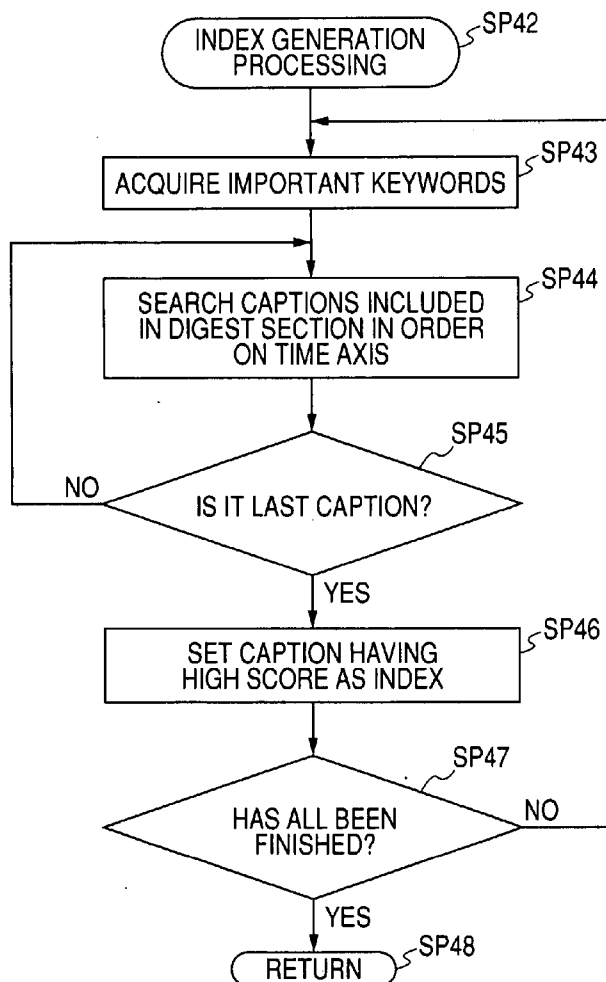 INDEX GENERATION
PROCESSING
SP42
SP43
ACQUIRE IMPORTANT KEYWORDS
SP44
SEARCH CAPTIONS INCLUDED
IN DIGEST SECTION IN ORDER
ON TIME AXIS
SP45
NO
IS IT LAST CAPTION?
YES
SP46
SET CAPTION HAVING
HIGH SCORE AS INDEX
SP47
HAS ALL BEEN
FINISHED?
NO
YES
SP48
RETURN